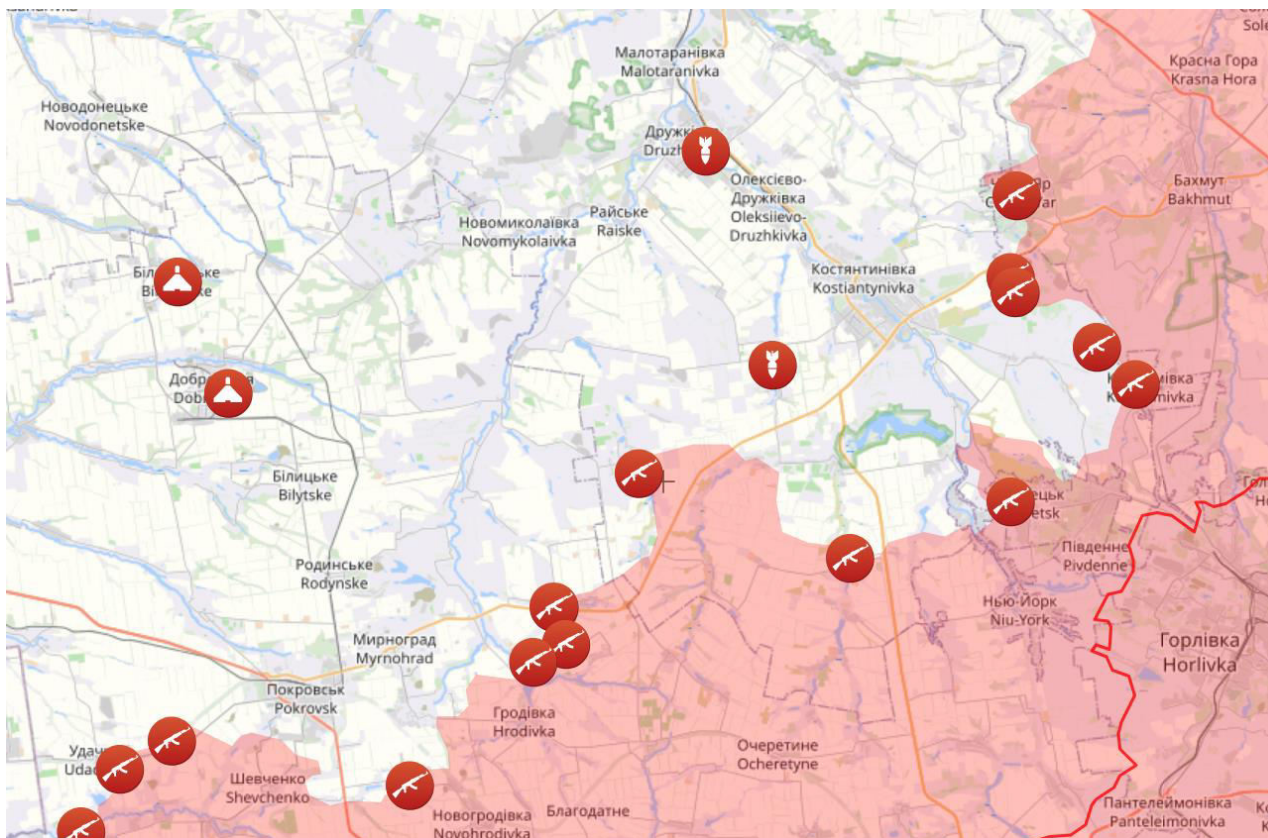 Малотаранівка
Malotaranivka
Красна Гора
Krasna Hora
Новодонецьке
Novodonetske
Олексієво-
Дружківка
Oleksiievo-
Druzhkivka
Бахмут
Bakhmut
Новомиколаївка
Novomykolaivka
Райське
Raiske
Костянтинівка
Kostiantynivka
Білицьке
Bilytske
Південне
Pivdenne
Родинське
Rodynske
Нью-Йорк
Niu-York
Мирноград
Myrnohrad
Горлівка
Horlivka
Покровськ
Pokrovsk
Гродівка
Hrodivka
Очеретине
Ocheretyne
Шевченко
Shevchenko
Новогродівка
Novohrodivka
Благодатне
Пантелеймонівка
Panteleimonivka